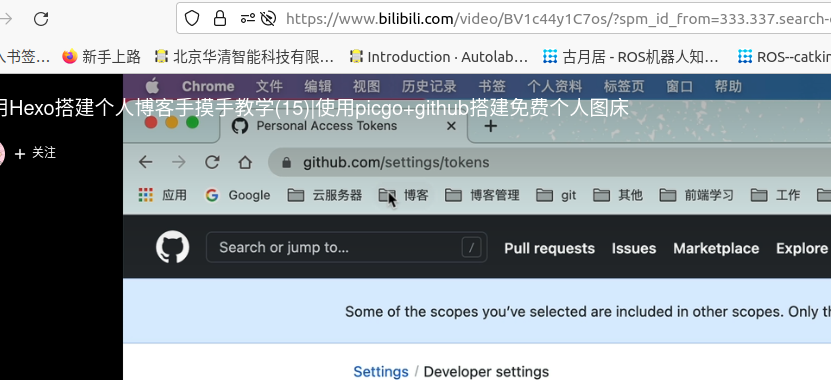 https://www.bilibili.com/video/BV1c44y1C7os/?spm_id_from=333.337.search-
人书签... 新手上路 北京华清智能科技有限... Introduction · Autolab... 古月居 - ROS机器人知... ROS--catkin
Chrome 文件 编辑 视图 历史记录 书签 个人资料 标签页 窗口 帮助
用Hexo搭建个人博客手摸手教学(15)|使用picgo+github搭建免费个人图床
Personal Access Tokens
+ 关注
github.com/settings/tokens
应用 Google 云服务器 博客 博客管理 git 其他 前端学习 工作
Search or jump to... / Pull requests Issues Marketplace Explore
Some of the scopes you've selected are included in other scopes. Only th
Settings / Developer settings